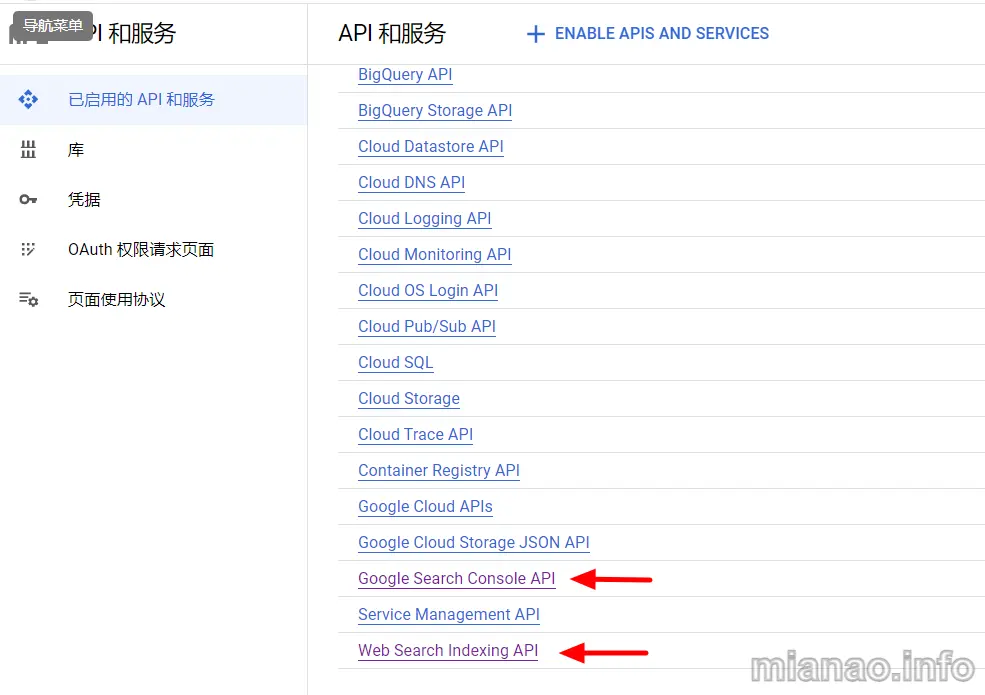 导航菜单
PI 和服务
API 和服务
ENABLE APIS AND SERVICES
已启用的 API 和服务
库
凭据
OAuth 权限请求页面
页面使用协议
BigQuery API
BigQuery Storage API
Cloud Datastore API
Cloud DNS API
Cloud Logging API
Cloud Monitoring API
Cloud OS Login API
Cloud Pub/Sub API
Cloud SQL
Cloud Storage
Cloud Trace API
Container Registry API
Google Cloud APIs
Google Cloud Storage JSON API
Google Search Console API
Service Management API
Web Search Indexing API
mianao.info